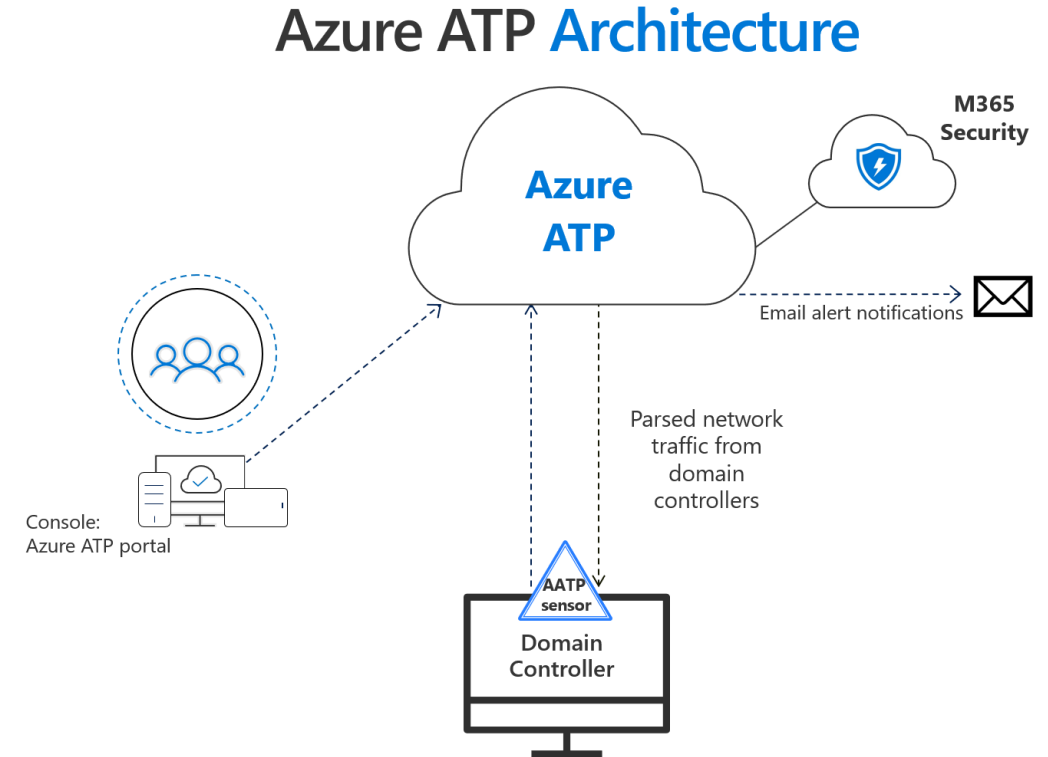 Azure ATP Architecture
M365
Security
Azure
ATP
Email alert notifications
Parsed network
traffic from
domain
controllers
Console:
Azure ATP portal
AATP
sensor
Domain
Controller